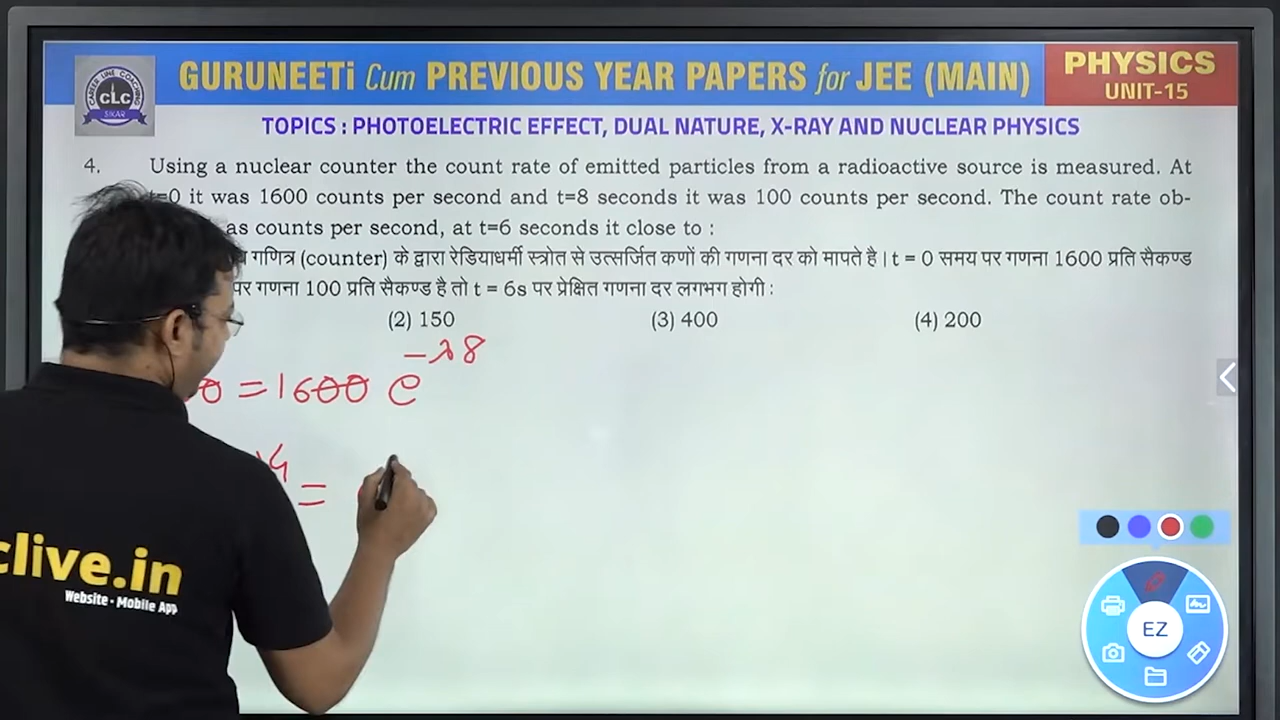 GURUNEETi Cum PREVIOUS YEAR PAPERS for JEE (MAIN)
PHYSICS
UNIT-15
CAREER LINE COACHING
CLC
SIKAR
TOPICS : PHOTOELECTRIC EFFECT, DUAL NATURE, X-RAY AND NUCLEAR PHYSICS
4. Using a nuclear counter the count rate of emitted particles from a radioactive source is measured. At
t=0 it was 1600 counts per second and t=8 seconds it was 100 counts per second. The count rate ob-
as counts per second, at t=6 seconds it close to :
गणित्र (counter) के द्वारा रेडियाधर्मी स्त्रोत से उत्सर्जित कणों की गणना दर को मापते है। t = 0 समय पर गणना 1600 प्रति सैकण्ड
पर गणना 100 प्रति सैकण्ड है तो t = 6s पर प्रेक्षित गणना दर लगभग होगी :
(2) 150 (3) 400 (4) 200
= 1600 e^{-λ8}
4 =
clive.in
Website • Mobile App
EZ